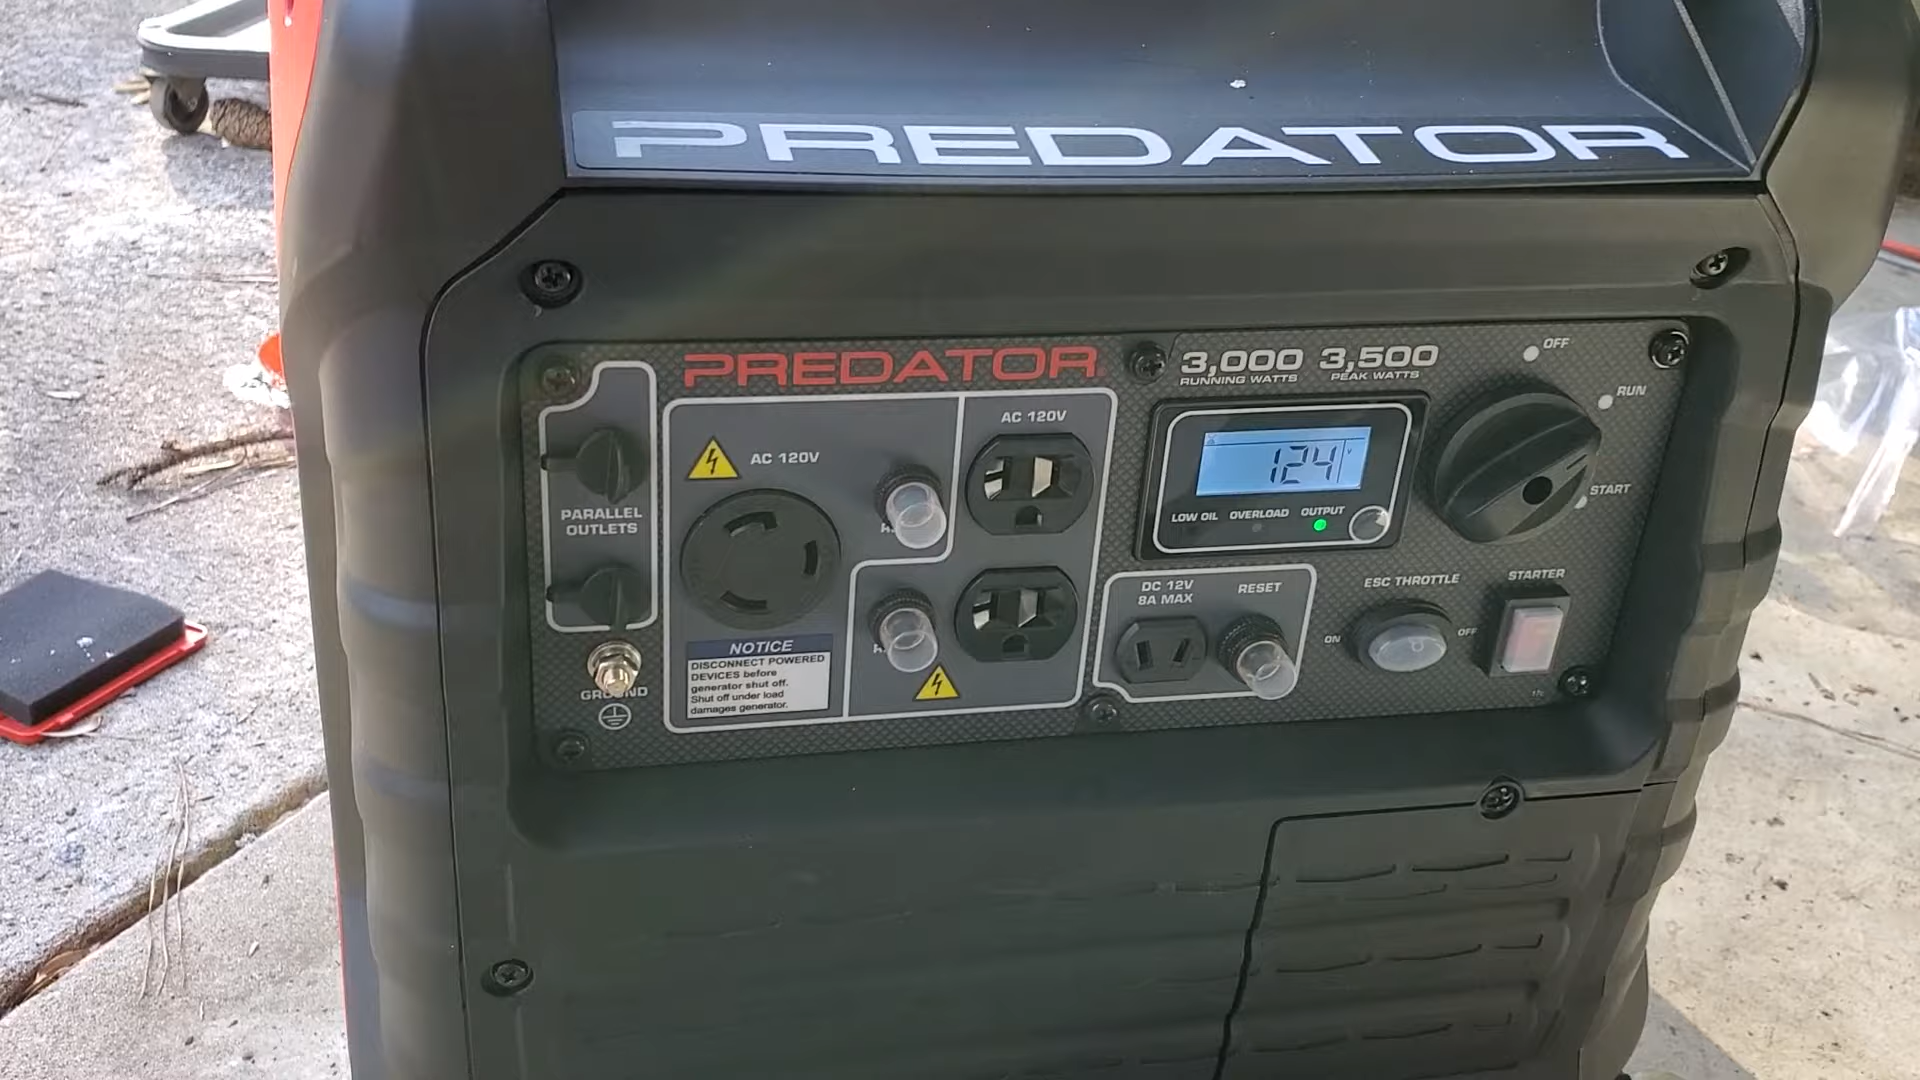 PREDATOR
PREDATOR
3,000 3,500
RUNNING WATTS PEAK WATTS
OFF
RUN
START
AC 120V
AC 120V
PARALLEL
OUTLETS
GROUND
NOTICE
DISCONNECT POWERED
DEVICES before
generator shut off.
Shut off under load
damages generator.
124 V
LOW OIL OVERLOAD OUTPUT
DC 12V
8A MAX
RESET
ESC THROTTLE
ON
OFF
STARTER